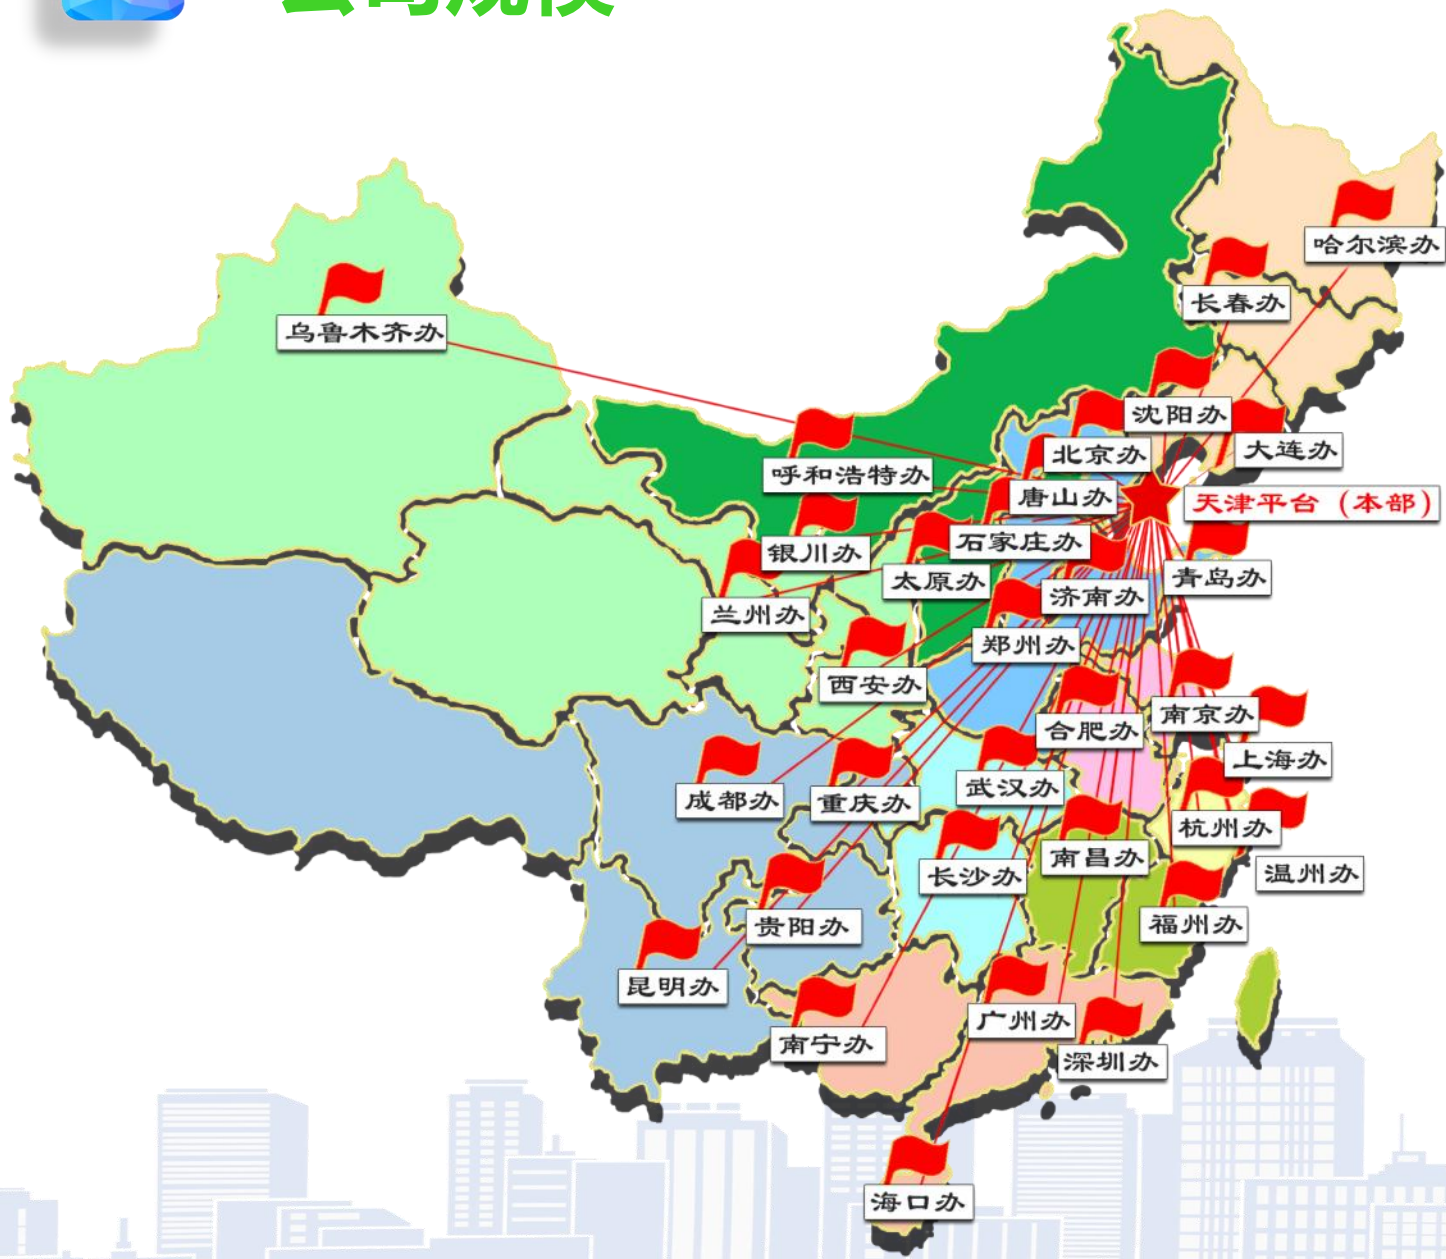 公司规模
哈尔滨办
长春办
乌鲁木齐办
沈阳办
大连办
北京办
呼和浩特办
唐山办
天津平台（本部）
石家庄办
银川办
太原办
青岛办
济南办
兰州办
郑州办
西安办
南京办
合肥办
上海办
武汉办
成都办
重庆办
杭州办
南昌办
温州办
长沙办
福州办
贵阳办
昆明办
广州办
南宁办
深圳办
海口办